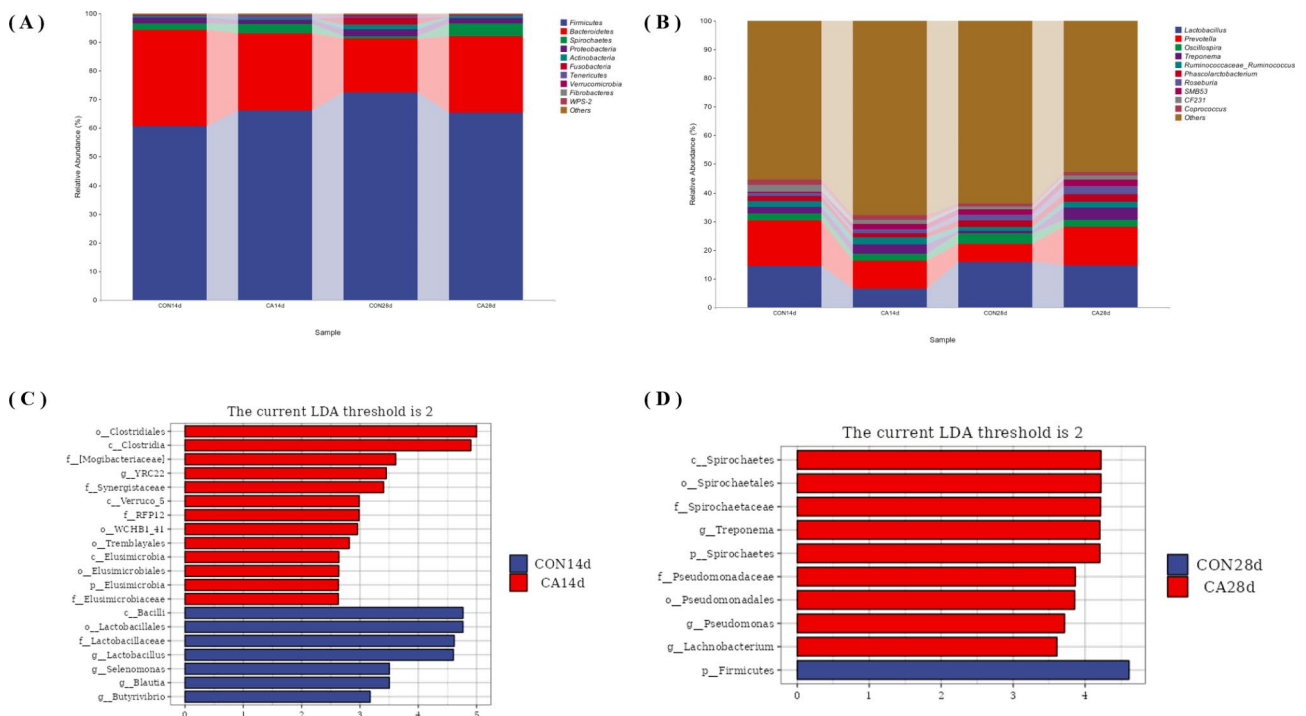 ( A )
Relative Abundance (%)
100
90
80
70
60
50
40
30
20
10
0
CON14d
CA14d
CON28d
CA28d
Sample
Firmicutes
Bacteroidetes
Spirochaetes
Proteobacteria
Actinobacteria
Fusobacteria
Tenericutes
Verrucomicrobia
Fibrobacteres
WPS-2
Others
( B )
Relative Abundance (%)
100
90
80
70
60
50
40
30
20
10
0
CON14d
CA14d
CON28d
CA28d
Sample
Lactobacillus
Prevotella
Oscillospira
Treponema
Ruminococcaceae_Ruminococcus
Phascolarctobacterium
Roseburia
SMB53
CF231
Coprococcus
Others
( C )
The current LDA threshold is 2
o__Clostridiales
c__Clostridia
f__[Mogibacteriaceae]
g__YRC22
f__Synergistaceae
c__Verruco_5
f__RFP12
o__WCHB1_41
o__Tremblayales
c__Elusimicrobia
o__Elusimicrobiales
p__Elusimicrobia
f__Elusimicrobiaceae
c__Bacilli
o__Lactobacillales
f__Lactobacillaceae
g__Lactobacillus
g__Selenomonas
g__Blautia
g__Butyrivibrio
0
1
2
3
4
5
CON14d
CA14d
( D )
The current LDA threshold is 2
c__Spirochaetes
o__Spirochaetales
f__Spirochaetaceae
g__Treponema
p__Spirochaetes
f__Pseudomonadaceae
o__Pseudomonadales
g__Pseudomonas
g__Lachnobacterium
p__Firmicutes
0
1
2
3
4
CON28d
CA28d